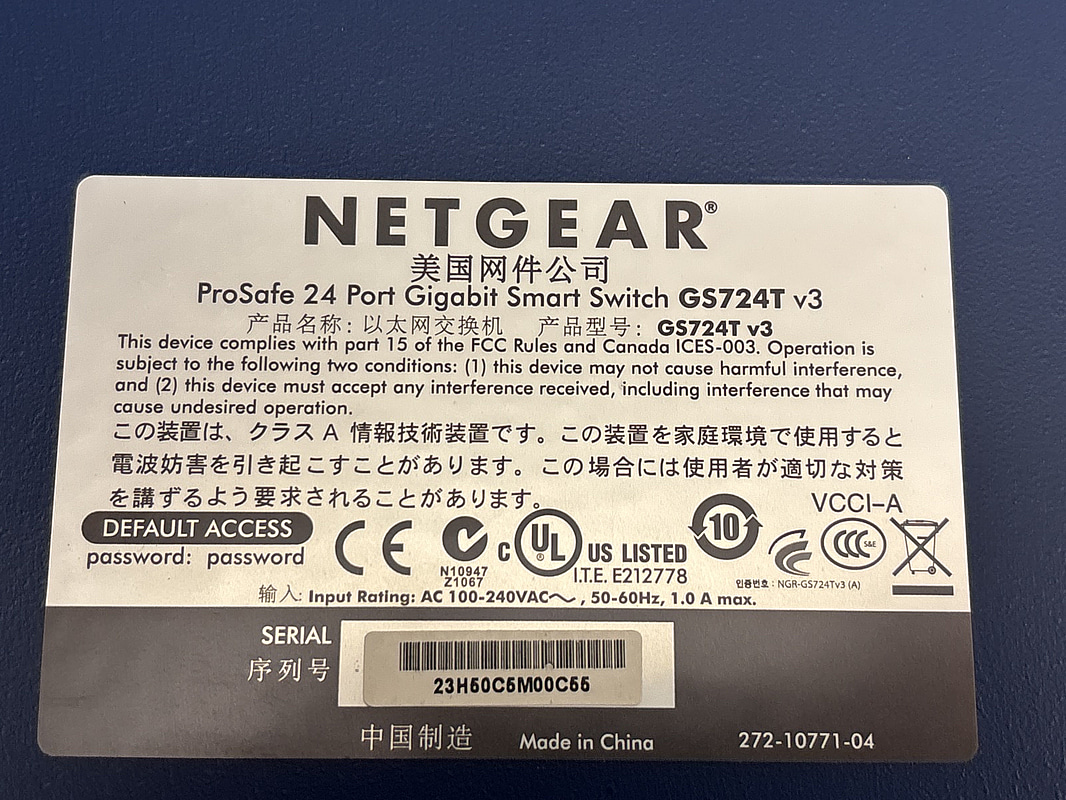 NETGEAR®
美国网件公司
ProSafe 24 Port Gigabit Smart Switch GS724T v3
产品名称：以太网交换机 产品型号：GS724T v3
This device complies with part 15 of the FCC Rules and Canada ICES-003. Operation is
subject to the following two conditions: (1) this device may not cause harmful interference,
and (2) this device must accept any interference received, including interference that may
cause undesired operation.
この装置は、クラス A 情報技術装置です。この装置を家庭環境で使用すると
電波妨害を引き起こすことがあります。この場合には使用者が適切な対策
を講ずるよう要求されることがあります。
VCCI-A
DEFAULT ACCESS
password: password
CE
N10947
Z1067
C UL US LISTED
I.T.E. E212778
10
CCC S&E
인증번호 : NGR-GS724Tv3 (A)
输入: Input Rating: AC 100-240VAC～ , 50-60Hz, 1.0 A max.
SERIAL
序列号
23H50C5M00C55
中国制造 Made in China 272-10771-04